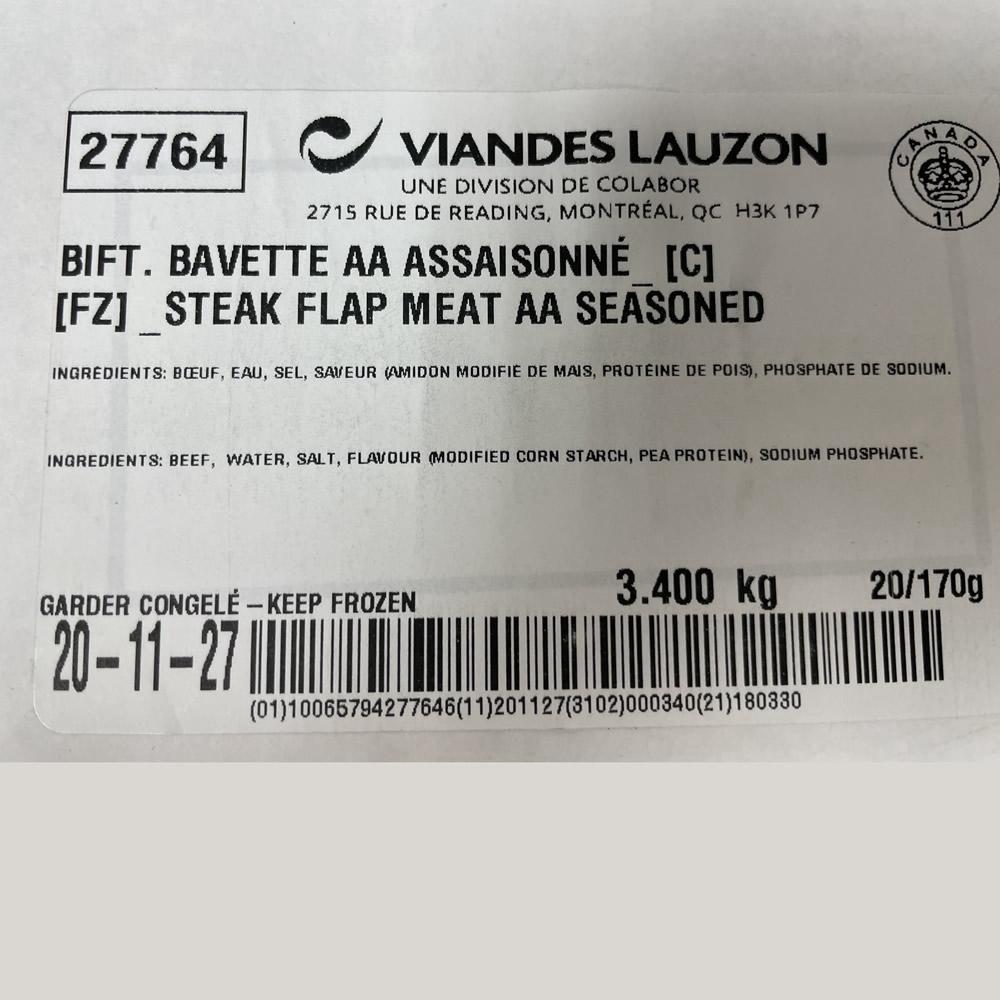 27764
VIANDES LAUZON
UNE DIVISION DE COLABOR
2715 RUE DE READING, MONTRÉAL, QC H3K 1P7
CANADA
111
BIFT. BAVETTE AA ASSAISONNÉ_ [C]
[FZ] _STEAK FLAP MEAT AA SEASONED
INGRÉDIENTS: BŒUF, EAU, SEL, SAVEUR (AMIDON MODIFIÉ DE MAIS, PROTÉINE DE POIS), PHOSPHATE DE SODIUM.
INGREDIENTS: BEEF, WATER, SALT, FLAVOUR (MODIFIED CORN STARCH, PEA PROTEIN), SODIUM PHOSPHATE.
3.400 kg 20/170g
GARDER CONGELÉ – KEEP FROZEN
20-11-27
(01)10065794277646(11)201127(3102)000340(21)180330